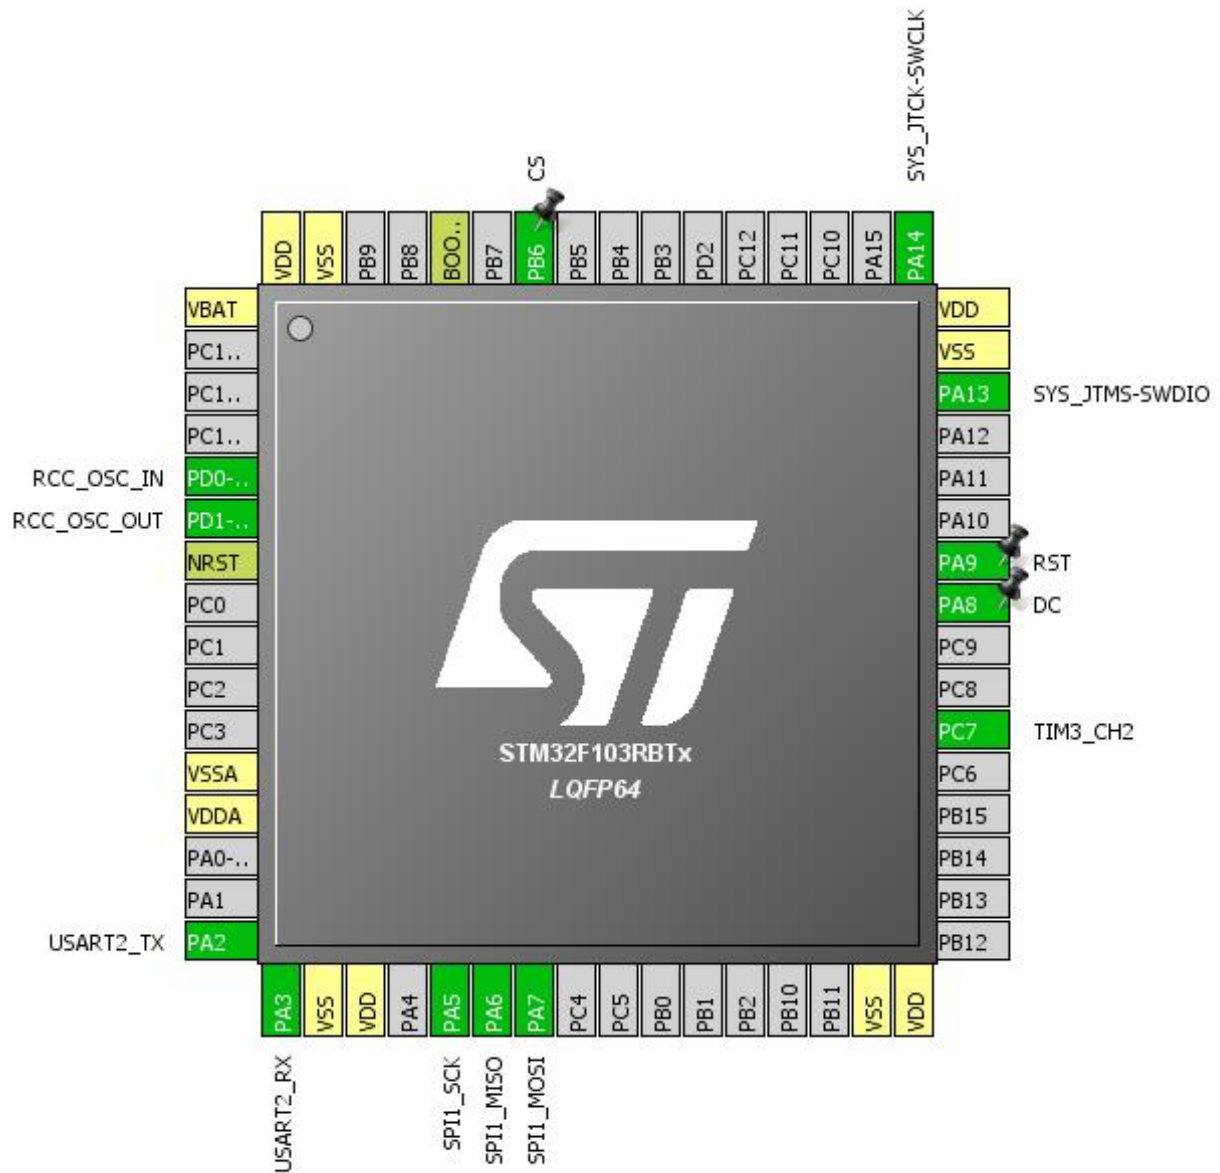 SYS_JTCK-SWCLK
CS
VDD
VSS
PB9
PB8
BOO..
PB7
PB6
PB5
PB4
PB3
PD2
PC12
PC11
PC10
PA15
PA14
VBAT
PC1..
PC1..
PC1..
RCC_OSC_IN PD0-..
RCC_OSC_OUT PD1-..
NRST
PC0
PC1
PC2
PC3
VSSA
VDDA
PA0-..
PA1
USART2_TX PA2
VDD
VSS
PA13 SYS_JTMS-SWDIO
PA12
PA11
PA10
PA9 RST
PA8 DC
PC9
PC8
PC7 TIM3_CH2
PC6
PB15
PB14
PB13
PB12
ST
STM32F103RBTx
LQFP64
PA3
VSS
VDD
PA4
PA5
PA6
PA7
PC4
PC5
PB0
PB1
PB2
PB10
PB11
VSS
VDD
USART2_RX
SPI1_SCK
SPI1_MISO
SPI1_MOSI